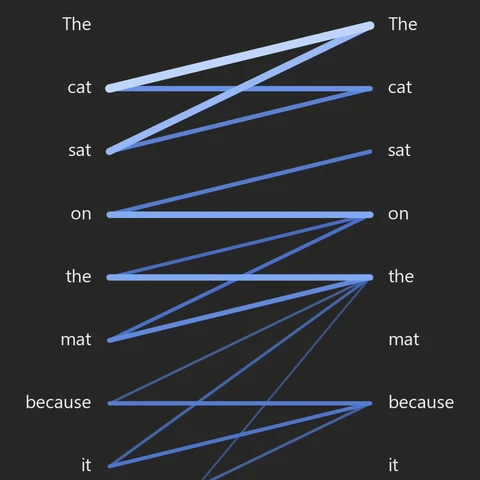 The The
cat cat
sat sat
on on
the the
mat mat
because because
it it